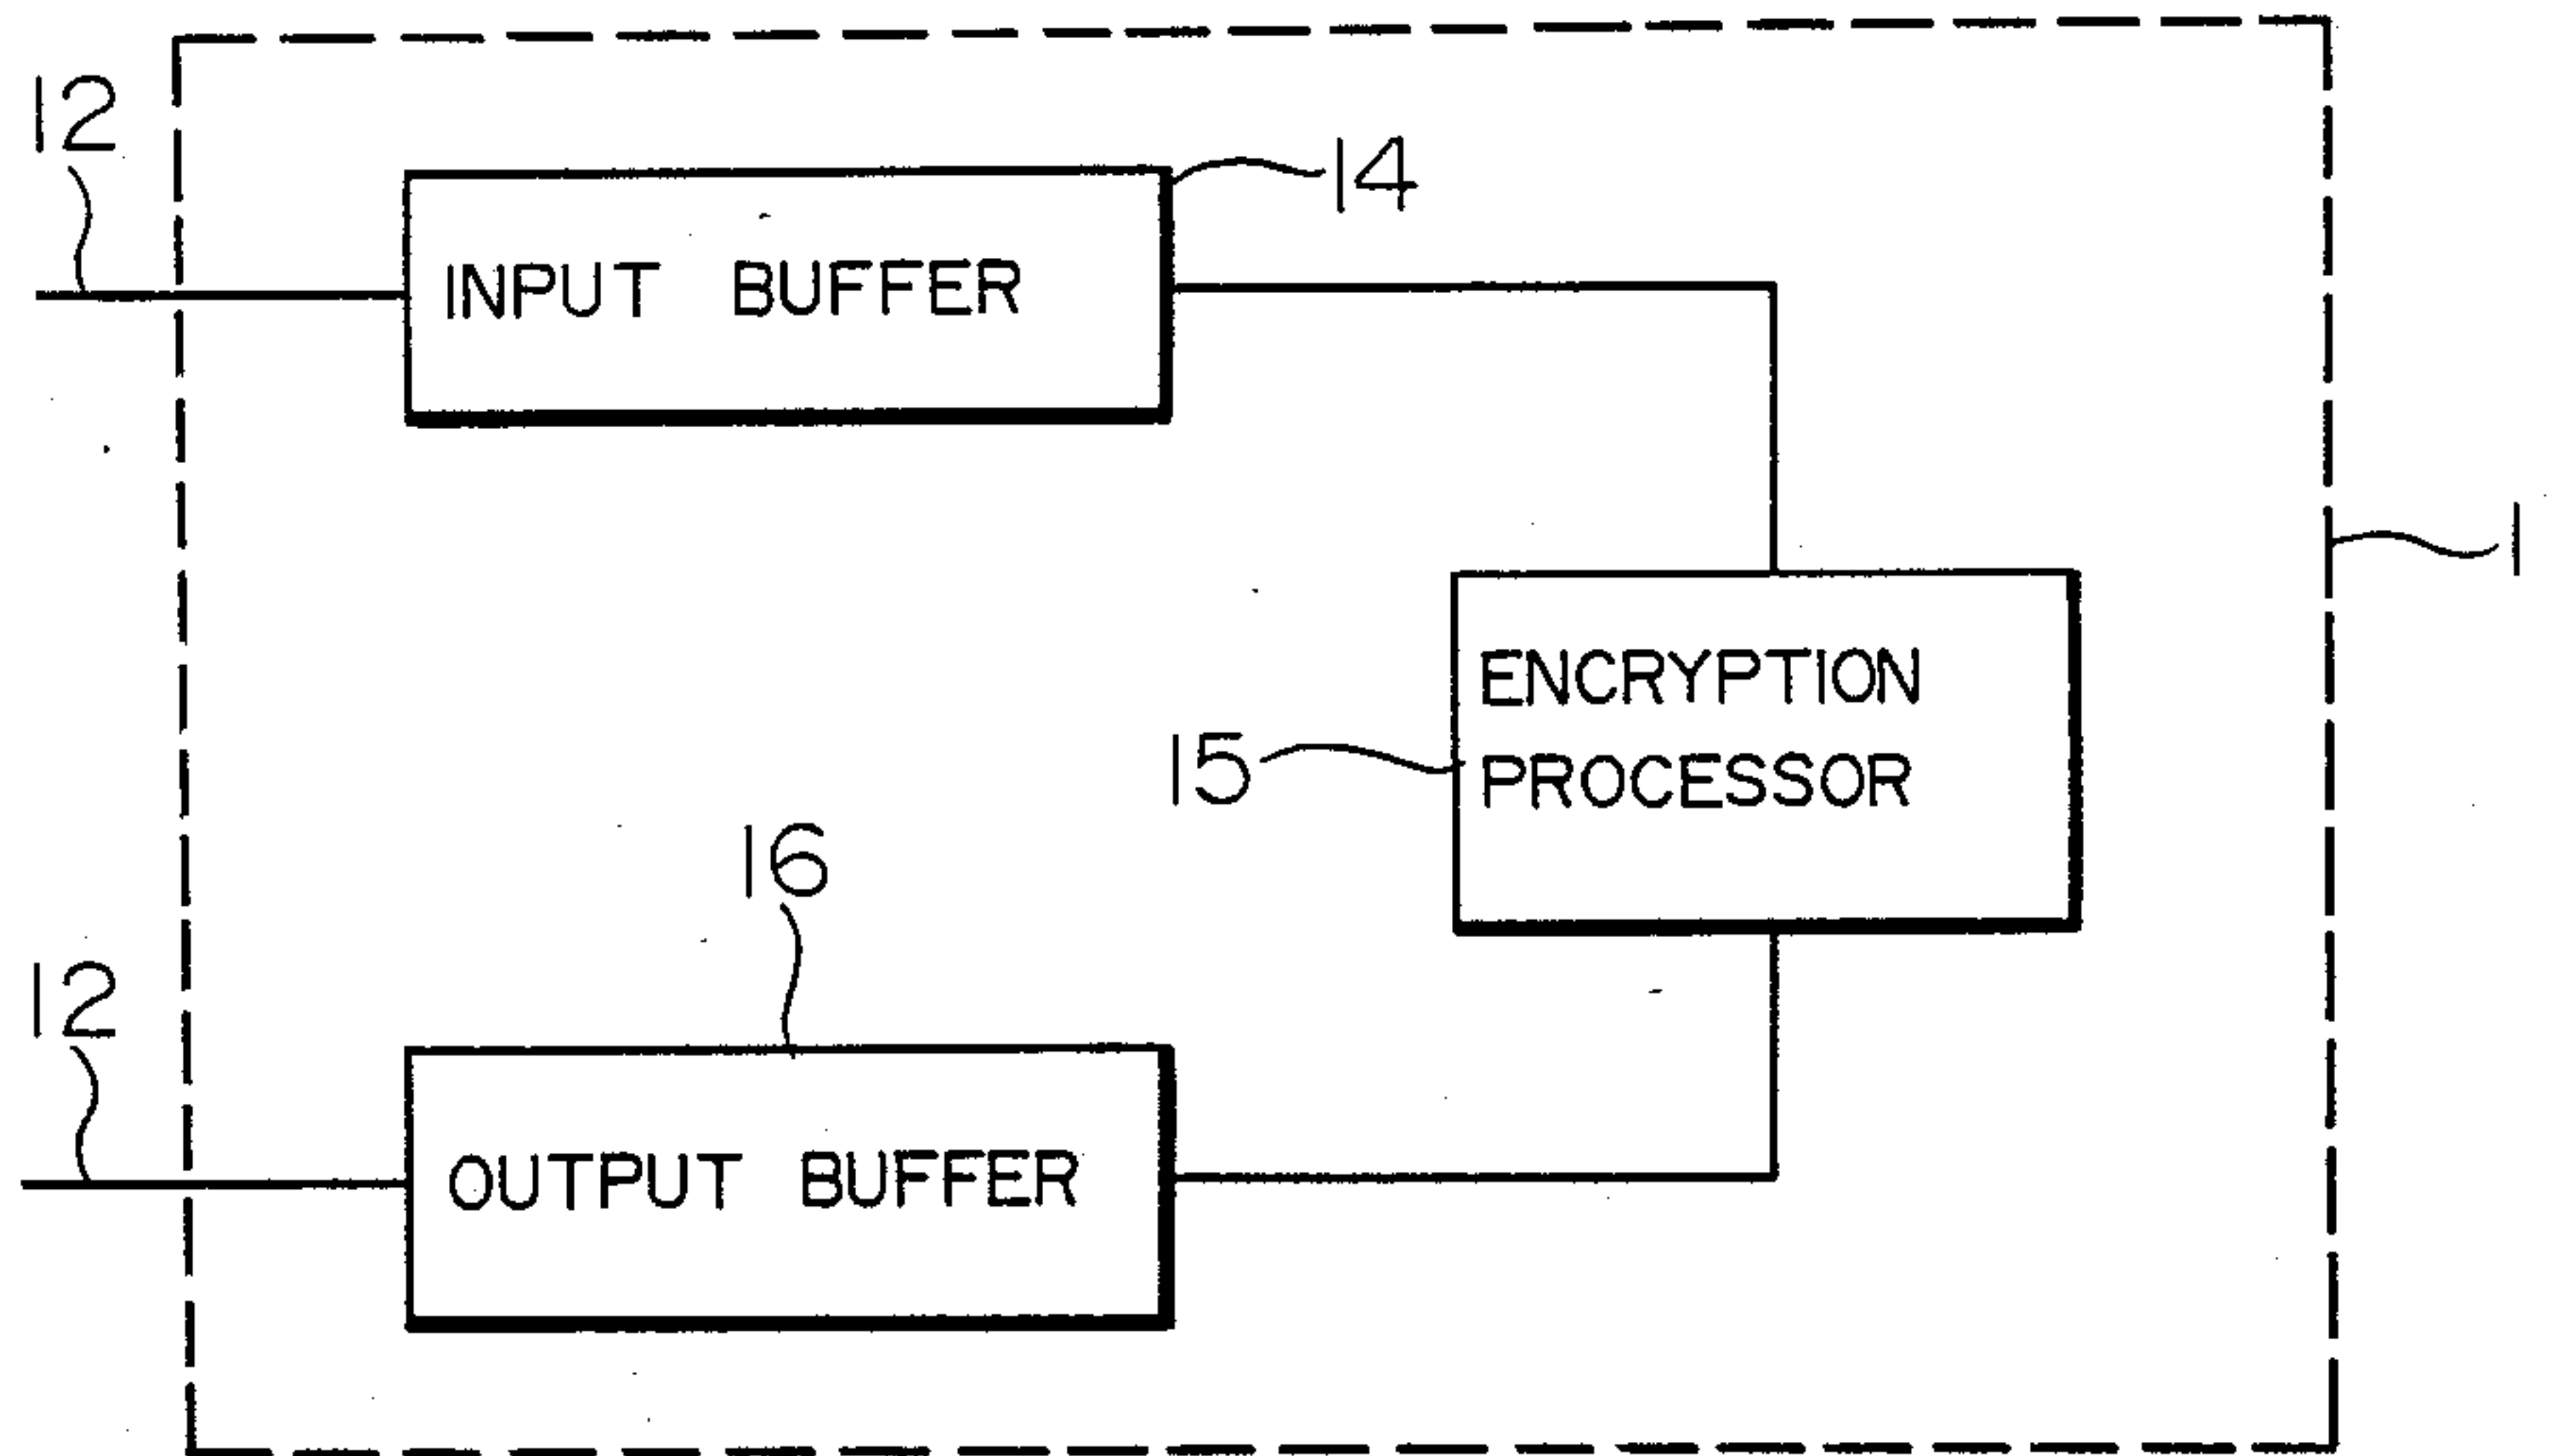 12
14
INPUT BUFFER
1
ENCRYPTION
15
PROCESSOR
16
12
OUTPUT BUFFER